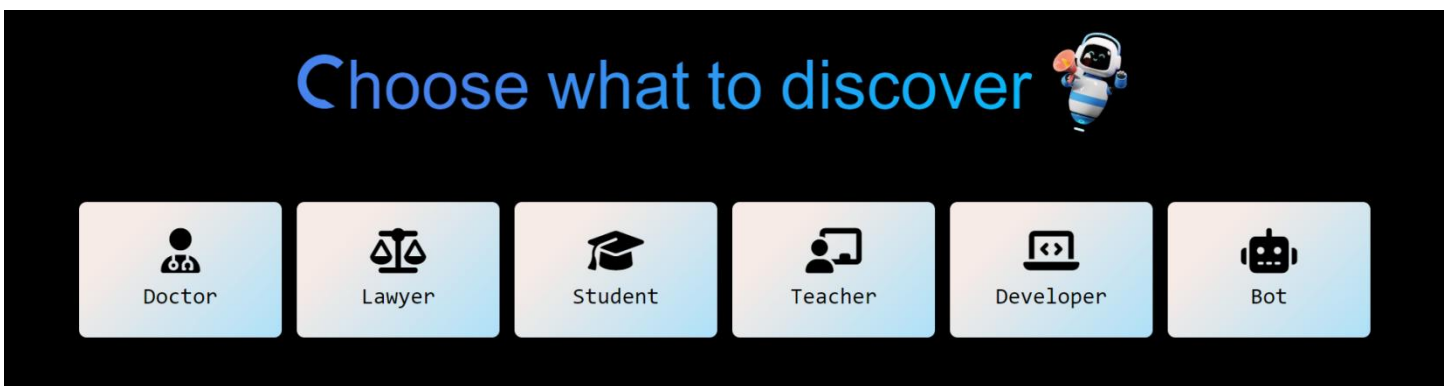 Choose what to discover
Doctor
Lawyer
Student
Teacher
Developer
Bot